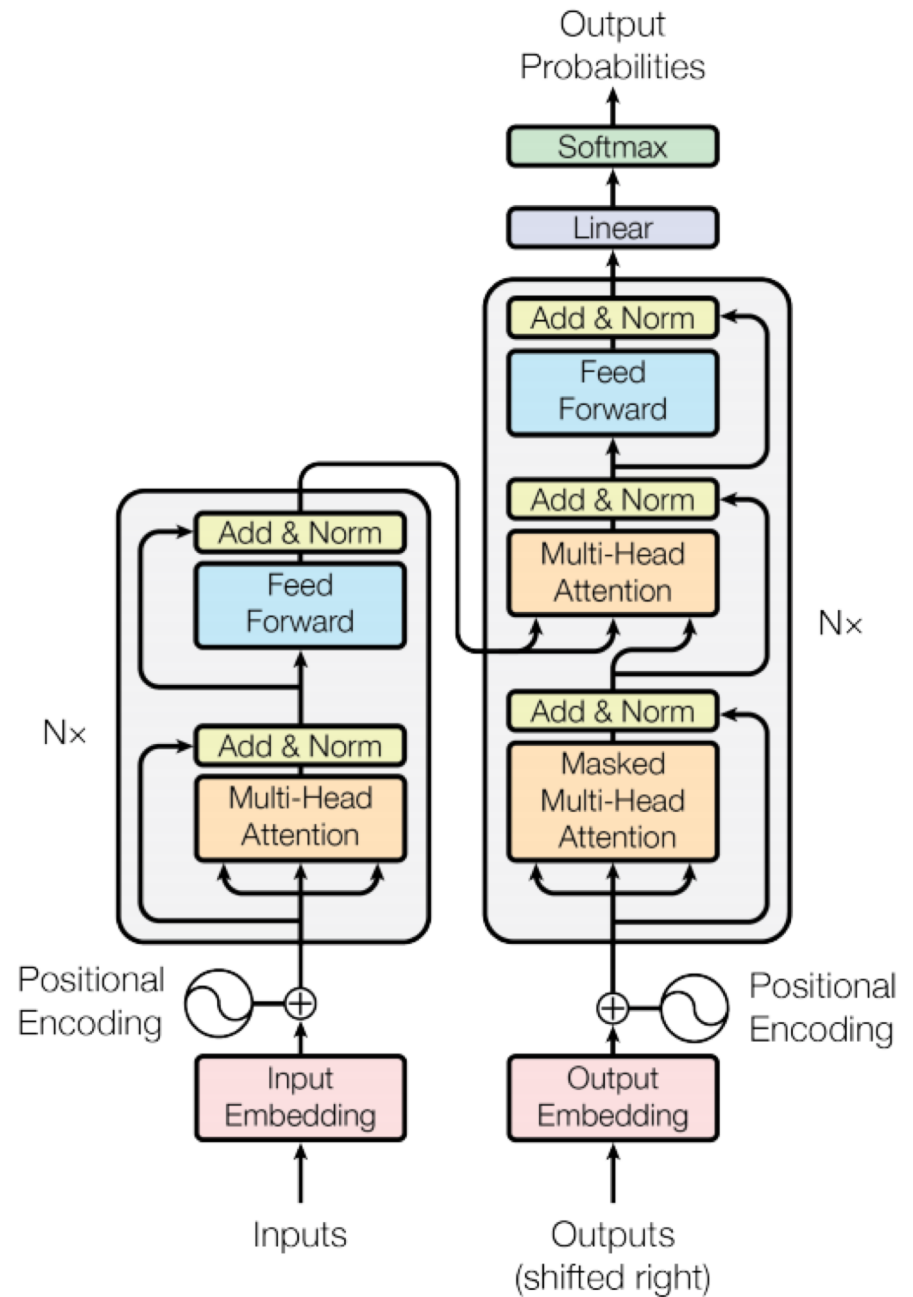 Output
Probabilities
Softmax
Linear
Add & Norm
Feed
Forward
Add & Norm
Multi-Head
Attention
Add & Norm
Masked
Multi-Head
Attention
N×
Add & Norm
Feed
Forward
Add & Norm
Multi-Head
Attention
N×
Positional
Encoding
Positional
Encoding
Input
Embedding
Output
Embedding
Inputs
Outputs
(shifted right)